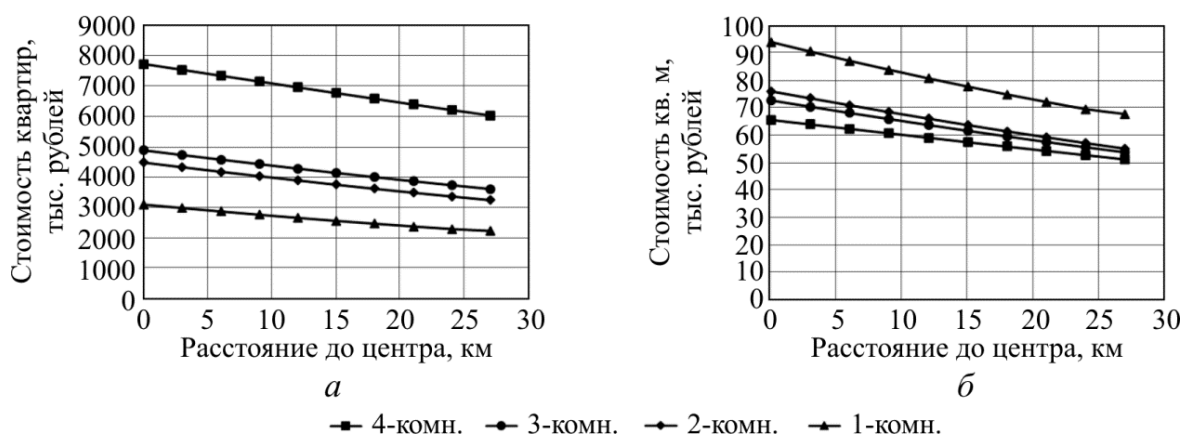 Стоимость квартир,
тыс. рублей
9000
8000
7000
6000
5000
4000
3000
2000
1000
0
0 5 10 15 20 25 30
Расстояние до центра, км
а
Стоимость кв. м,
тыс. рублей
100
90
80
70
60
50
40
30
20
10
0
0 5 10 15 20 25 30
Расстояние до центра, км
б
4-комн. 3-комн. 2-комн. 1-комн.